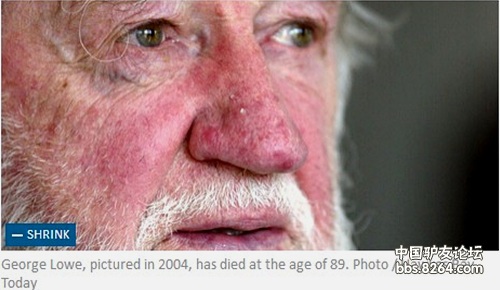 — SHRINK
George Lowe, pictured in 2004, has died at the age of 89. Photo /
Today
中国驴友论坛
bbs.8264.com